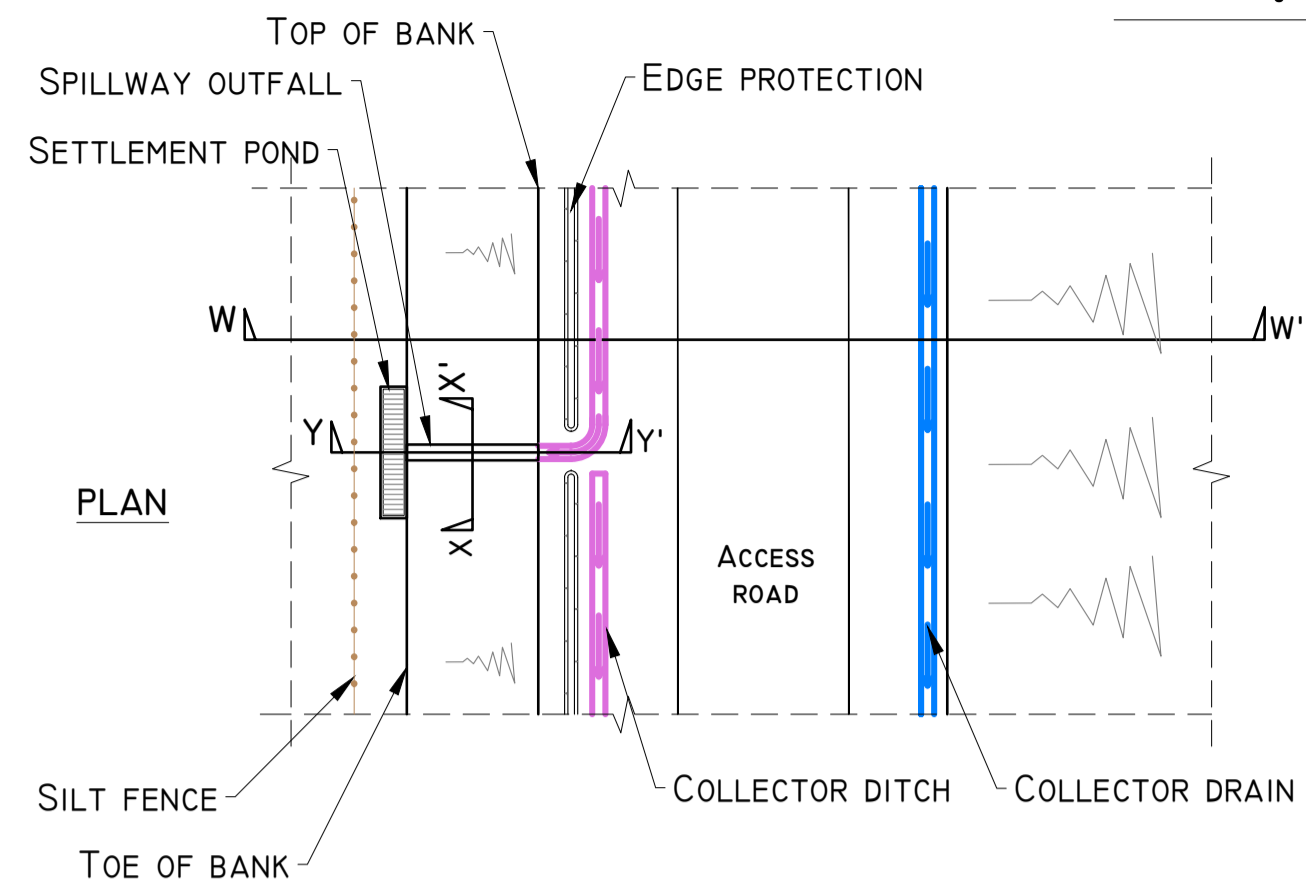 TOP OF BANK
SPILLWAY OUTFALL
EDGE PROTECTION
SETTLEMENT POND
W
W'
X'
Y
Y'
X
PLAN
ACCESS
ROAD
SILT FENCE
COLLECTOR DITCH
COLLECTOR DRAIN
TOE OF BANK